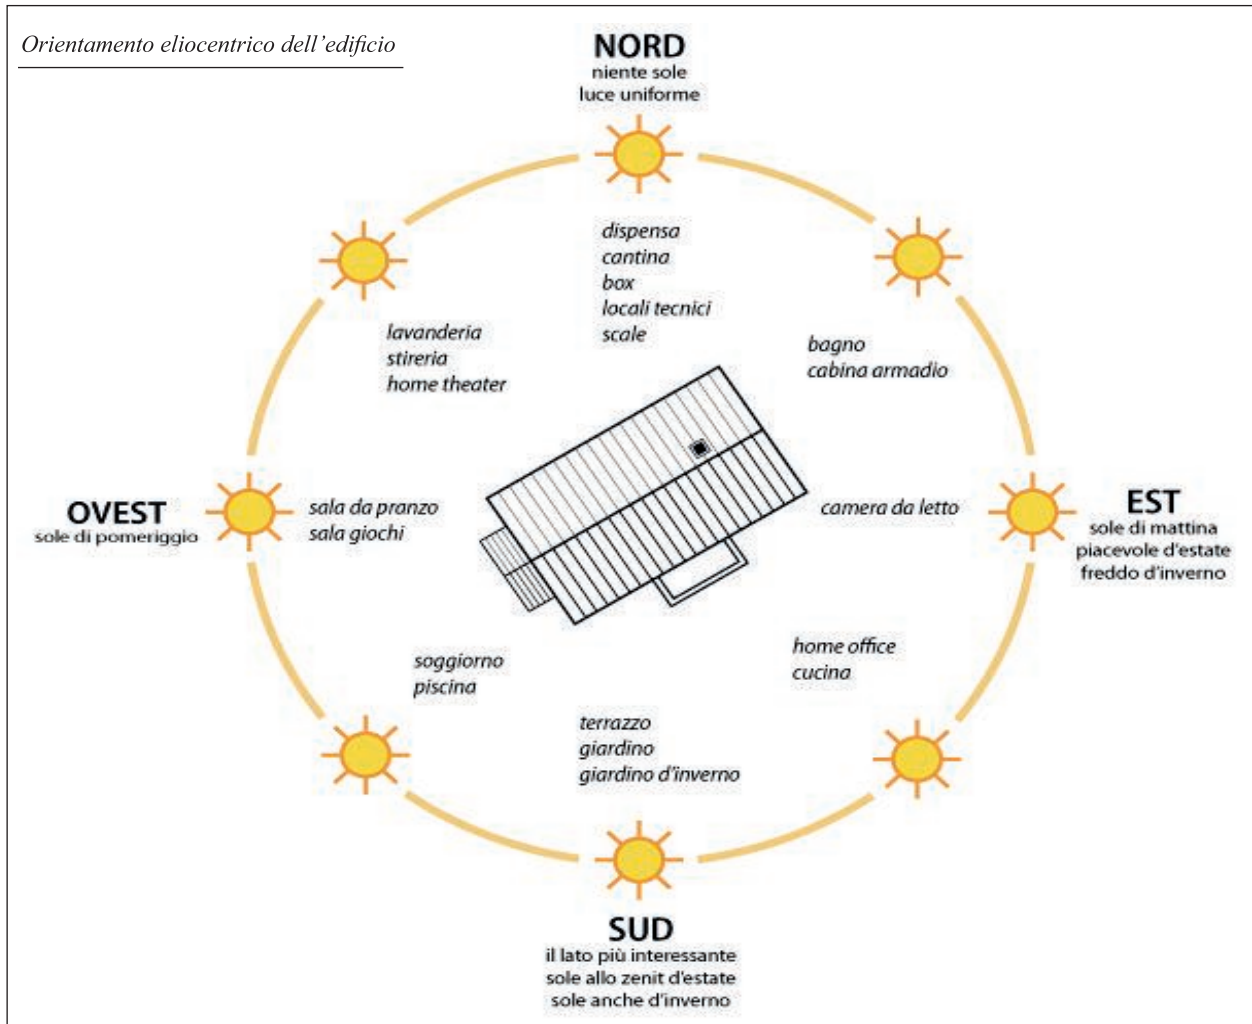 Orientamento eliocentrico dell'edificio
NORD
niente sole
luce uniforme
dispensa
cantina
box
locali tecnici
scale
lavanderia
stireria
home theater
bagno
cabina armadio
OVEST
sole di pomeriggio
sala da pranzo
sala giochi
camera da letto
EST
sole di mattina
piacevole d'estate
freddo d'inverno
soggiorno
piscina
home office
cucina
terrazzo
giardino
giardino d'inverno
SUD
il lato più interessante
sole allo zenit d'estate
sole anche d'inverno